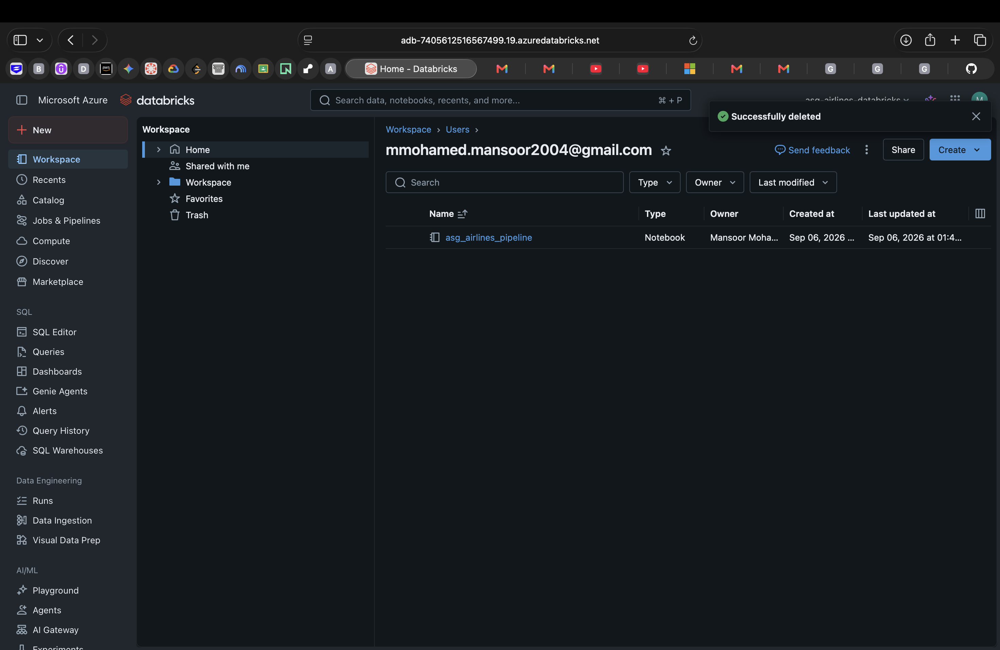 adb-7405612516567499.19.azuredatabricks.net
B
D
aws
A
Home - Databricks
G
G
G
Microsoft Azure
databricks
Search data, notebooks, recents, and more...
⌘ + P
asg-airlines-databricks
M
Successfully deleted
New
Workspace
Recents
Catalog
Jobs & Pipelines
Compute
Discover
Marketplace
SQL
SQL Editor
Queries
Dashboards
Genie Agents
Alerts
Query History
SQL Warehouses
Data Engineering
Runs
Data Ingestion
Visual Data Prep
AI/ML
Playground
Agents
AI Gateway
Experiments
Workspace
Home
Shared with me
Workspace
Favorites
Trash
Workspace › Users ›
mmohamed.mansoor2004@gmail.com
Send feedback
Share
Create
Search
Type
Owner
Last modified
Name Type Owner Created at Last updated at
asg_airlines_pipeline Notebook Mansoor Moha... Sep 06, 2026 ... Sep 06, 2026 at 01:4...